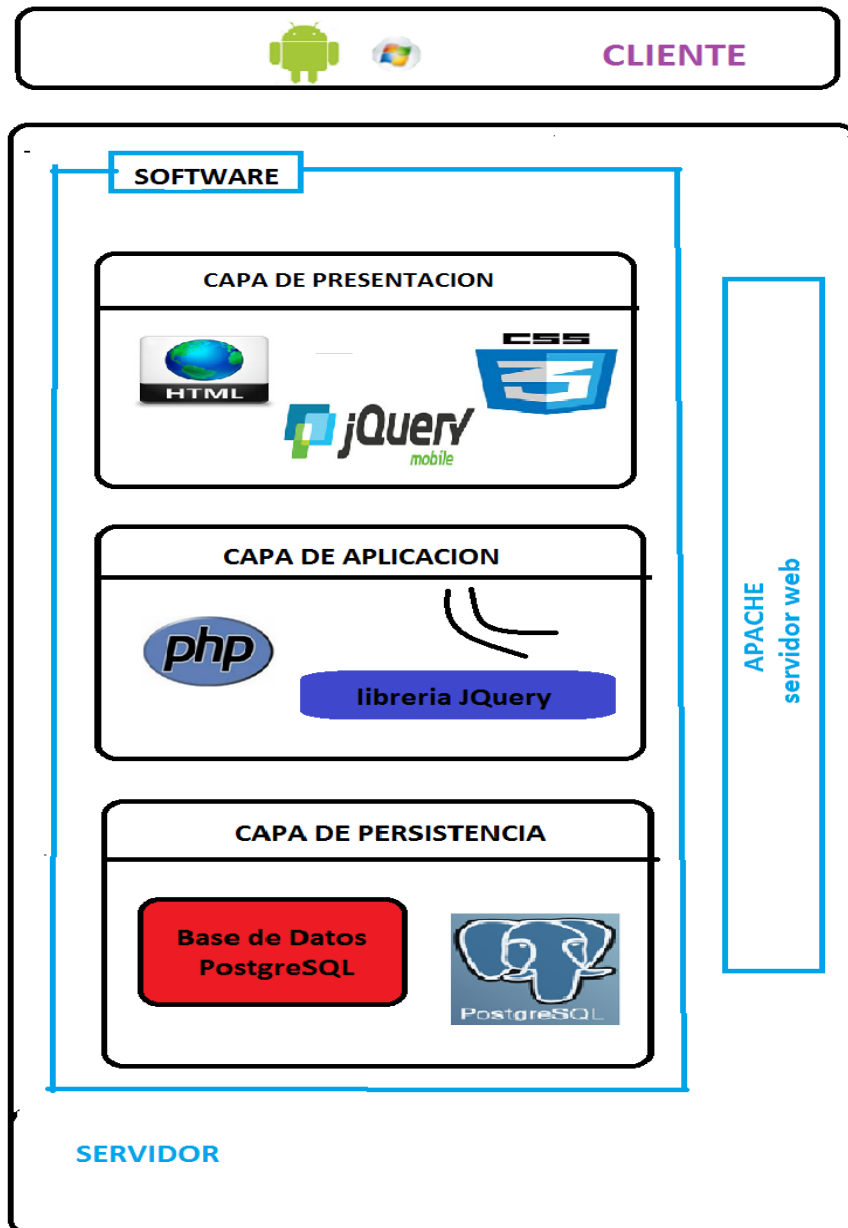 CLIENTE
SOFTWARE
CAPA DE PRESENTACION
HTML
CSS
3
jQuery
mobile
CAPA DE APLICACION
php
libreria JQuery
APACHE
servidor web
CAPA DE PERSISTENCIA
Base de Datos
PostgreSQL
PostgreSQL
SERVIDOR